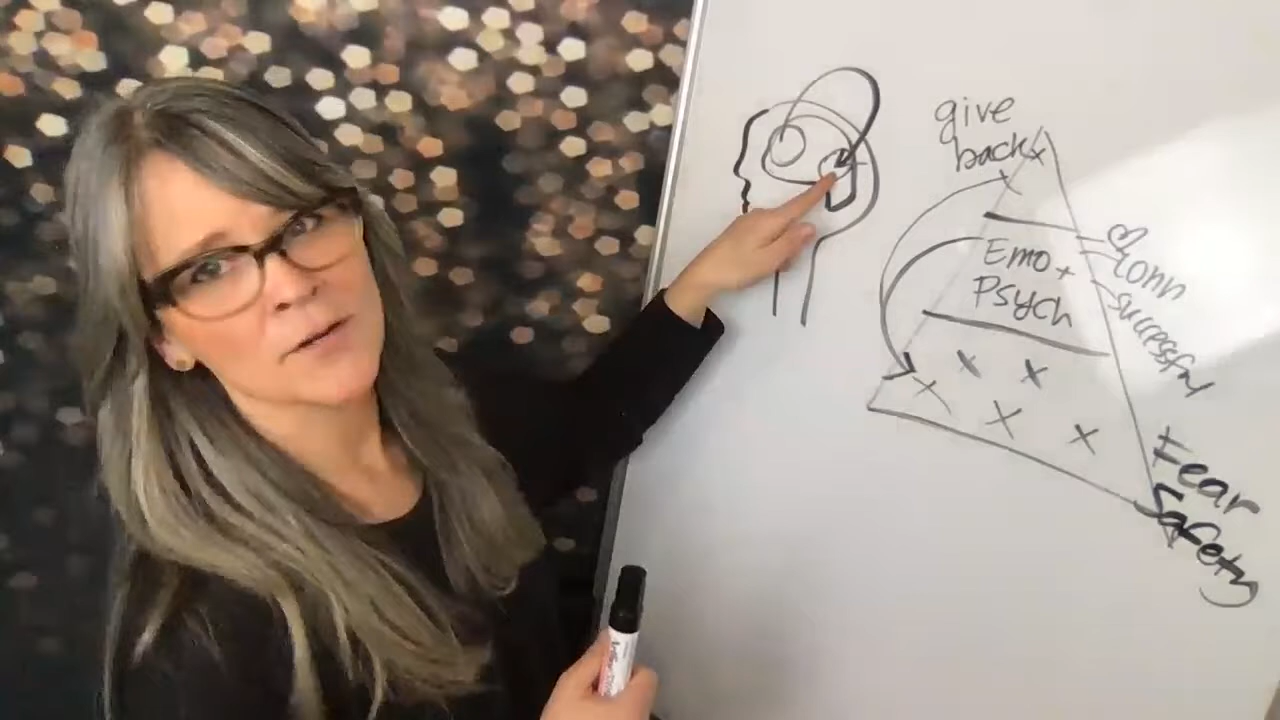 give
back
Emo +
Psych
conn
successful
Fear
Safety